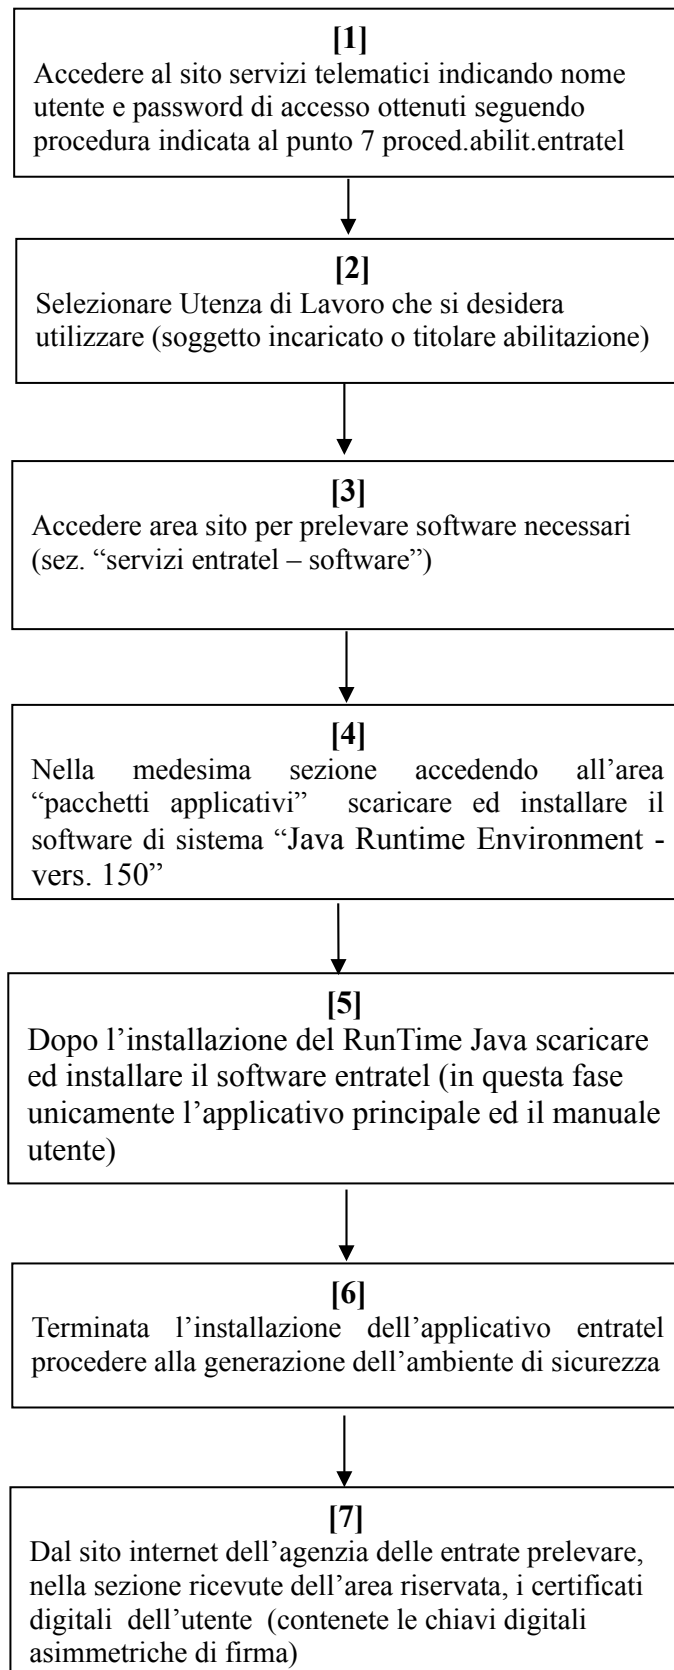 [1]
Accedere al sito servizi telematici indicando nome
utente e password di accesso ottenuti seguendo
procedura indicata al punto 7 proced.abilit.entratel
[2]
Selezionare Utenza di Lavoro che si desidera
utilizzare (soggetto incaricato o titolare abilitazione)
[3]
Accedere area sito per prelevare software necessari
(sez. “servizi entratel – software”)
[4]
Nella medesima sezione accedendo all’area
“pacchetti applicativi” scaricare ed installare il
software di sistema “Java Runtime Environment -
vers. 150”
[5]
Dopo l’installazione del RunTime Java scaricare
ed installare il software entratel (in questa fase
unicamente l’applicativo principale ed il manuale
utente)
[6]
Terminata l’installazione dell’applicativo entratel
procedere alla generazione dell’ambiente di sicurezza
[7]
Dal sito internet dell’agenzia delle entrate prelevare,
nella sezione ricevute dell’area riservata, i certificati
digitali dell’utente (contenete le chiavi digitali
asimmetriche di firma)